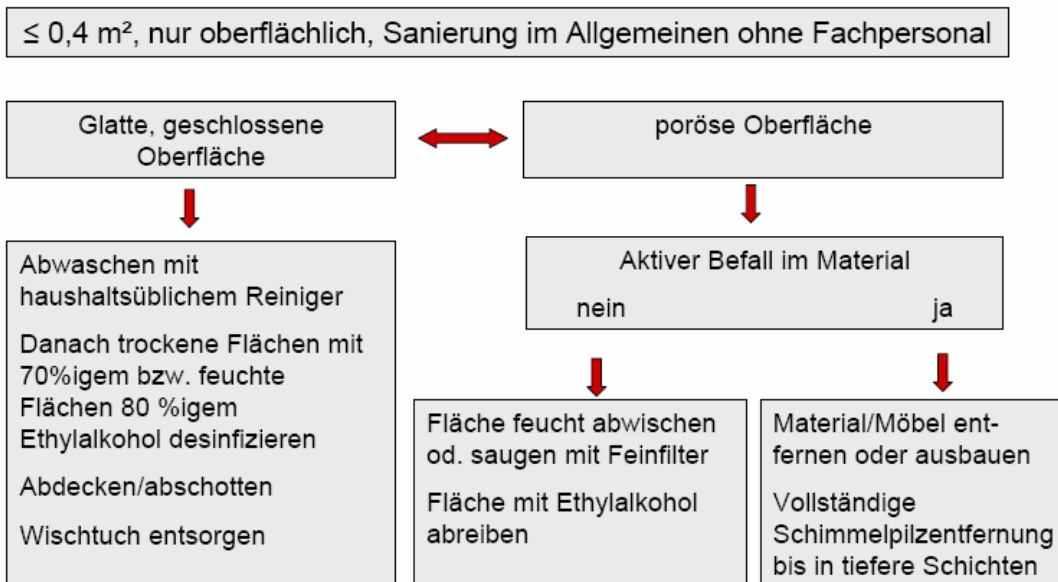 ≤ 0,4 m², nur oberflächlich, Sanierung im Allgemeinen ohne Fachpersonal
Glatte, geschlossene
Oberfläche
poröse Oberfläche
Abwaschen mit
haushaltsüblichem Reiniger
Danach trockene Flächen mit
70%igem bzw. feuchte
Flächen 80 %igem
Ethylalkohol desinfizieren
Abdecken/abschotten
Wischtuch entsorgen
Aktiver Befall im Material
nein ja
Fläche feucht abwischen
od. saugen mit Feinfilter
Fläche mit Ethylalkohol
abreiben
Material/Möbel ent-
fernen oder ausbauen
Vollständige
Schimmelpilzentfernung
bis in tiefere Schichten